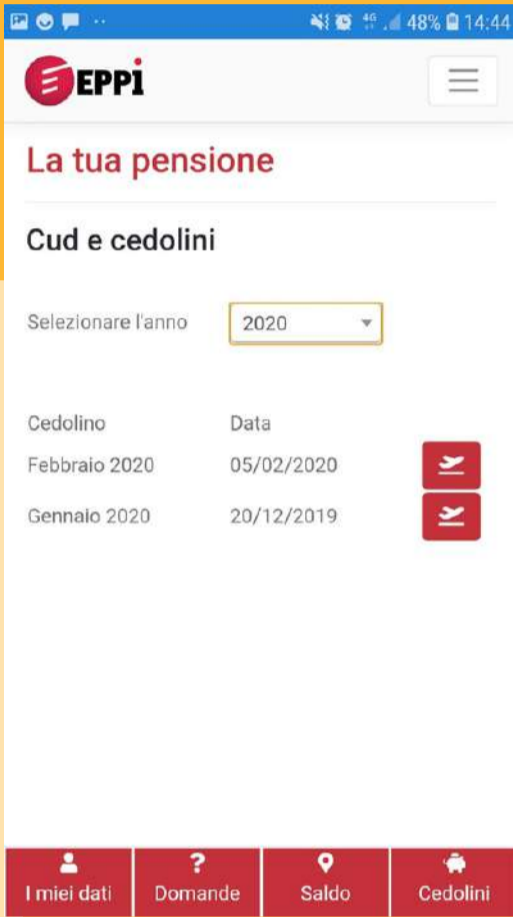 4G 48% 14:44
EPPi
La tua pensione
Cud e cedolini
Selezionare l'anno 2020
Cedolino Data
Febbraio 2020 05/02/2020
Gennaio 2020 20/12/2019
I miei dati Domande Saldo Cedolini